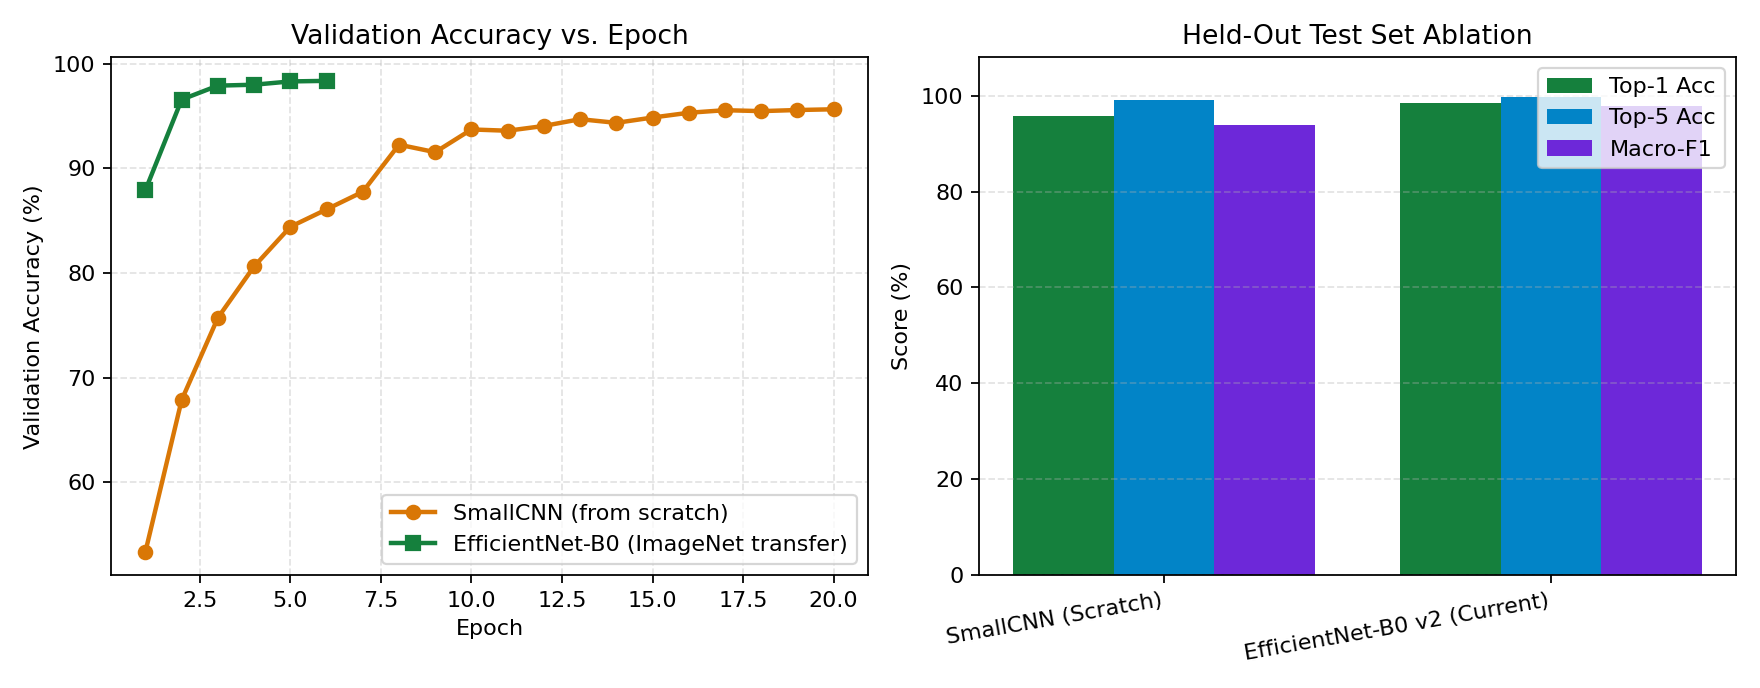 Validation Accuracy vs. Epoch
Validation Accuracy (%)
100
90
80
70
60
2.5
5.0
7.5
10.0
12.5
15.0
17.5
20.0
Epoch
SmallCNN (from scratch)
EfficientNet-B0 (ImageNet transfer)
Held-Out Test Set Ablation
Score (%)
100
80
60
40
20
0
Top-1 Acc
Top-5 Acc
Macro-F1
SmallCNN (Scratch)
EfficientNet-B0 v2 (Current)